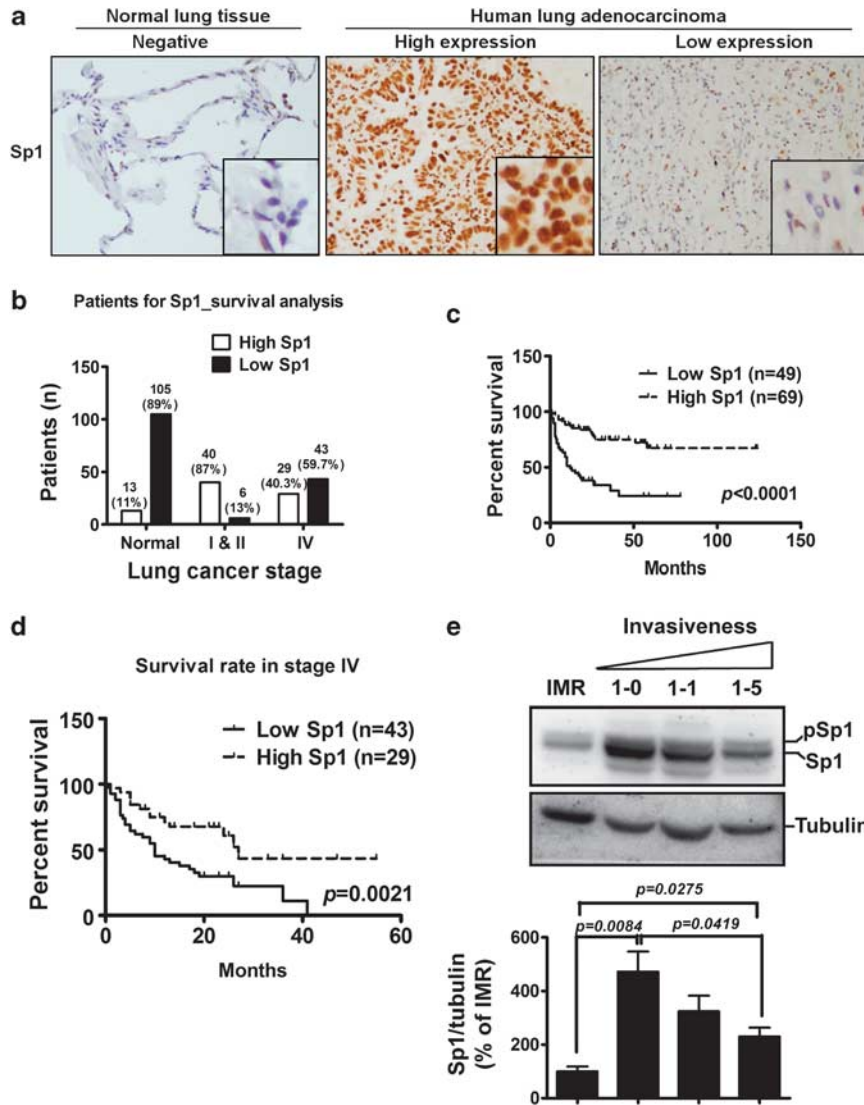 a
Normal lung tissue
Human lung adenocarcinoma
Negative
High expression
Low expression
Sp1
b
Patients for Sp1_survival analysis
High Sp1
Low Sp1
Patients (n)
150
100
50
0
13
(11%)
105
(89%)
40
(87%)
6
(13%)
29
(40.3%)
43
(59.7%)
Normal
I & II
IV
Lung cancer stage
c
Percent survival
150
100
50
0
Low Sp1 (n=49)
High Sp1 (n=69)
p<0.0001
0
50
100
150
Months
d
Survival rate in stage IV
Percent survival
150
100
50
0
Low Sp1 (n=43)
High Sp1 (n=29)
p=0.0021
0
20
40
60
Months
e
Invasiveness
IMR
1-0
1-1
1-5
pSp1
Sp1
Tubulin
p=0.0275
p=0.0084
p=0.0419
Sp1/tubulin
(% of IMR)
600
400
200
0